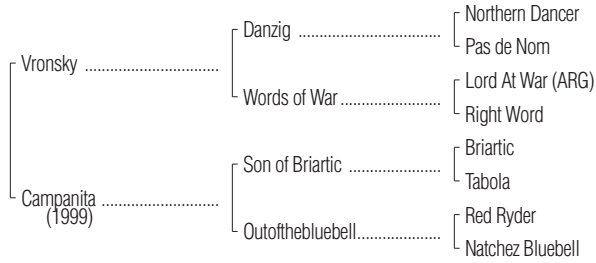 Northern Dancer
Danzig ................................
Pas de Nom
Vronsky ..............................
Lord At War (ARG)
Words of War ......................
Right Word
Briartic
Son of Briartic .....................
Tabola
Campanita ..........................
(1999)
Red Ryder
Outofthebluebell...................
Natchez Bluebell